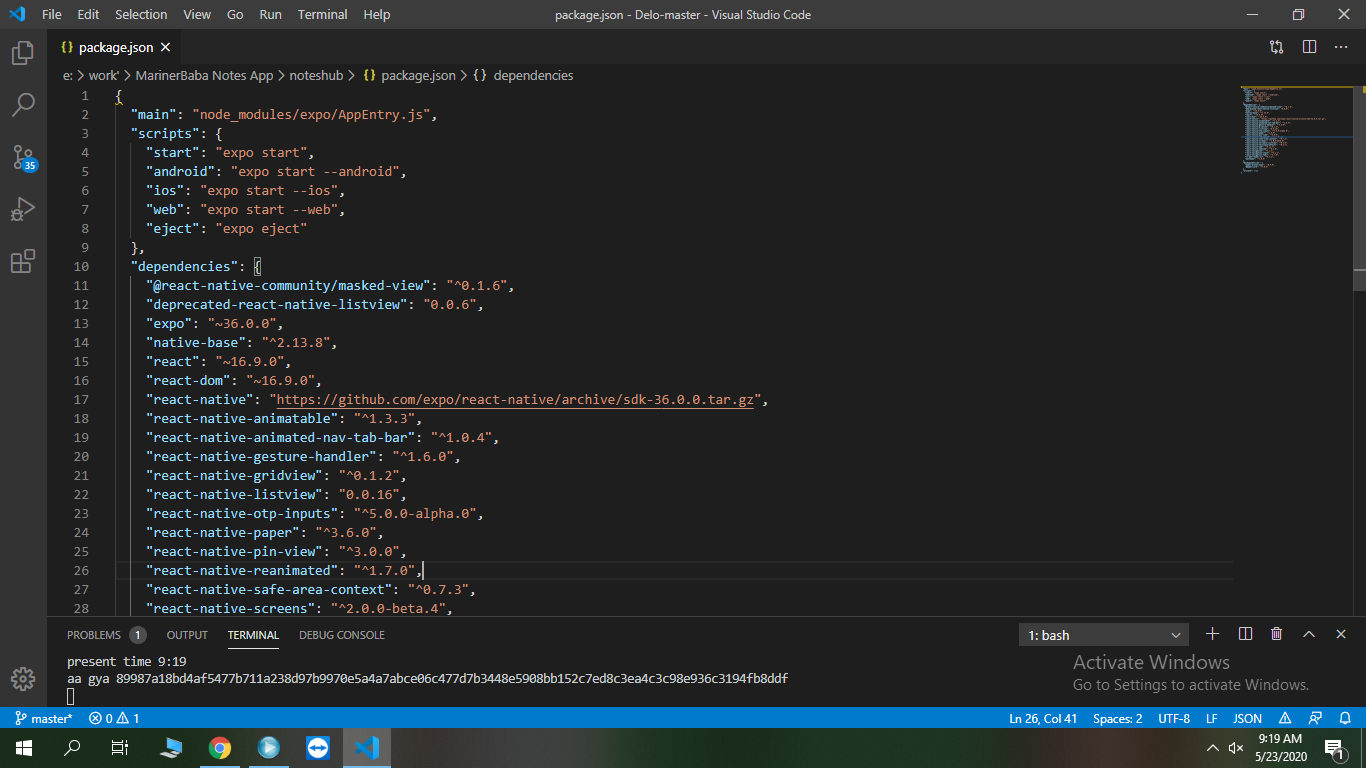 File Edit Selection View Go Run Terminal Help package.json - Delo-master - Visual Studio Code
{} package.json
e: > work' > MarinerBaba Notes App > noteshub > {} package.json > {} dependencies
1 {
2 "main": "node_modules/expo/AppEntry.js",
3 "scripts": {
4 "start": "expo start",
5 "android": "expo start --android",
6 "ios": "expo start --ios",
7 "web": "expo start --web",
8 "eject": "expo eject"
9 },
10 "dependencies": {
11 "@react-native-community/masked-view": "^0.1.6",
12 "deprecated-react-native-listview": "0.0.6",
13 "expo": "~36.0.0",
14 "native-base": "^2.13.8",
15 "react": "~16.9.0",
16 "react-dom": "~16.9.0",
17 "react-native": "https://github.com/expo/react-native/archive/sdk-36.0.0.tar.gz",
18 "react-native-animatable": "^1.3.3",
19 "react-native-animated-nav-tab-bar": "^1.0.4",
20 "react-native-gesture-handler": "^1.6.0",
21 "react-native-gridview": "^0.1.2",
22 "react-native-listview": "0.0.16",
23 "react-native-otp-inputs": "^5.0.0-alpha.0",
24 "react-native-paper": "^3.6.0",
25 "react-native-pin-view": "^3.0.0",
26 "react-native-reanimated": "^1.7.0",
27 "react-native-safe-area-context": "^0.7.3",
28 "react-native-screens": "^2.0.0-beta.4",
35
PROBLEMS 1 OUTPUT TERMINAL DEBUG CONSOLE 1: bash
present time 9:19
aa gya 89987a18bd4af5477b711a238d97b9970e5a4a7abce06c477d7b3448e5908bb152c7ed8c3ea4c3c98e936c3194fb8ddf
Activate Windows
Go to Settings to activate Windows.
master* 0 1 Ln 26, Col 41 Spaces: 2 UTF-8 LF JSON
9:19 AM
5/23/2020
1